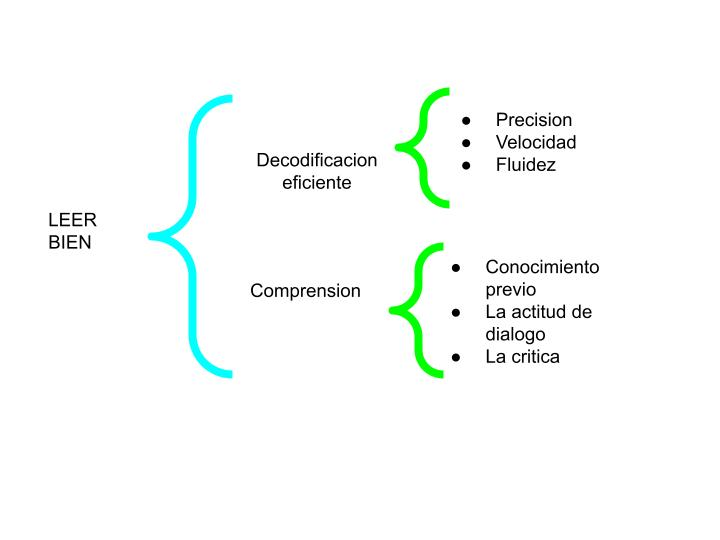 LEER
BIEN
Decodificacion
eficiente
● Precision
● Velocidad
● Fluidez
Comprension
● Conocimiento
previo
● La actitud de
dialogo
● La critica